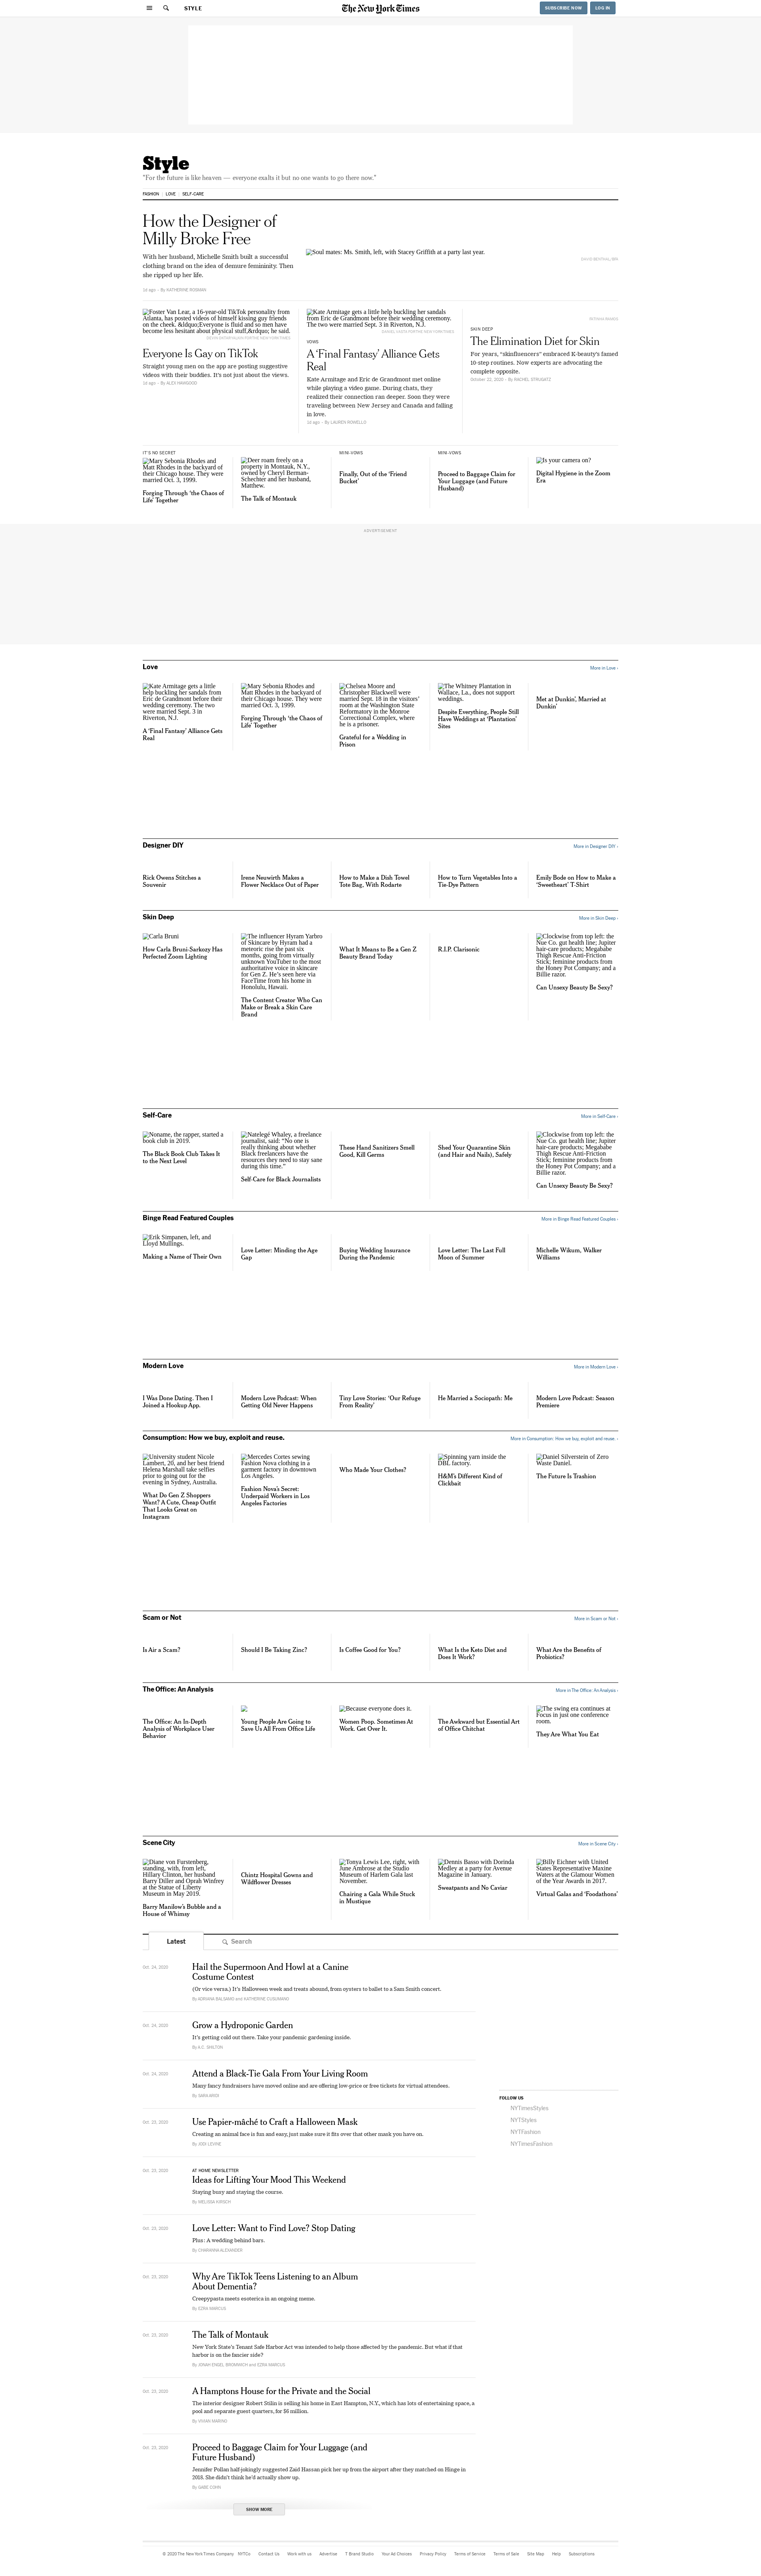 STYLE
The New York Times
SUBSCRIBE NOW
LOG IN
Style
"For the future is like heaven — everyone exalts it but no one wants to go there now."
FASHION
LOVE
SELF-CARE
How the Designer of
Milly Broke Free
With her husband, Michelle Smith built a successful
clothing brand on the idea of demure femininity. Then
she ripped up her life.
1d ago · By KATHERINE ROSMAN
Soul mates: Ms. Smith, left, with Stacey Griffith at a party last year.
Foster Van Lear, a 16-year-old TikTok personality from
Atlanta, has posted videos of himself kissing guy friends
on the cheek. &ldquo;Everyone is fluid and so men have
become less hesitant about physical stuff,&rdquo; he said.
Everyone Is Gay on TikTok
Straight young men on the app are posting suggestive
videos with their buddies. It's not just about the views.
1d ago · By ALEX HAWGOOD
Kate Armitage gets a little help buckling her sandals
from Eric de Grandmont before their wedding ceremony.
The two were married Sept. 3 in Riverton, N.J.
VOWS
A 'Final Fantasy' Alliance Gets
Real
Kate Armitage and Eric de Grandmont met online
while playing a video game. During chats, they
realized their connection ran deeper. Soon they were
traveling between New Jersey and Canada and falling
in love.
1d ago · By LAUREN ROWELLO
SKIN DEEP
The Elimination Diet for Skin
For years, "skinfluencers" embraced K-beauty's famed
10-step routines. Now experts are advocating the
complete opposite.
October 23, 2020 · By RACHEL STRUGATZ
IT'S NO SECRET
Mary Sebonia Rhodes and
Matt Rhodes in the backyard of
their Chicago house. They were
married Oct. 3, 1999.
Forging Through 'the Chaos of
Life' Together
Deer roam freely on a
property in Montauk, N.Y.,
owned by Cheryl Berman-
Schechter and her husband,
Matthew.
The Talk of Montauk
MINI-VOWS
Finally, Out of the 'Friend
Bucket'
MINI-VOWS
Proceed to Baggage Claim for
Your Luggage (and Future
Husband)
Is your camera on?
Digital Hygiene in the Zoom
Era
ADVERTISEMENT
Love
More in Love ›
Kate Armitage gets a little
help buckling her sandals from
Eric de Grandmont before their
wedding ceremony. The two
were married Sept. 3 in
Riverton, N.J.
A 'Final Fantasy' Alliance Gets
Real
Mary Sebonia Rhodes and
Matt Rhodes in the backyard of
their Chicago house. They were
married Oct. 3, 1999.
Forging Through 'the Chaos of
Life' Together
Chelsea Moore and
Christopher Blackwell were
married Sept. 18 in the visitors'
room at the Washington State
Reformatory in the Monroe
Correctional Complex, where
he is a prisoner.
Grateful for a Wedding in
Prison
The Whitney Plantation in
Wallace, La., does not support
weddings.
Despite Everything, People Still
Have Weddings at 'Plantation'
Sites
Met at Dunkin', Married at
Dunkin'
Designer DIY
More in Designer DIY ›
Rick Owens Stitches a
Souvenir
Irene Neuwirth Makes a
Flower Necklace Out of Paper
How to Make a Dish Towel
Tote Bag, With Rodarte
How to Turn Vegetables Into a
Tie-Dye Pattern
Emily Bode on How to Make a
'Sweetheart' T-Shirt
Skin Deep
More in Skin Deep ›
Carla Bruni
How Carla Bruni-Sarkozy Has
Perfected Zoom Lighting
The influencer Hyram Yarbro
of Skincare by Hyram had a
meteroric rise the past six
months, going from virtually
unknown YouTuber to the most
authoritative voice in skincare
for Gen Z. He's seen here via
FaceTime from his home in
Honolulu, Hawaii.
The Content Creator Who Can
Make or Break a Skin Care
Brand
What It Means to Be a Gen Z
Beauty Brand Today
R.I.P. Clarisonic
Clockwise from top left: the
Nue Co. gut health line; Jupiter
hair-care products; Megababe
Thigh Rescue Anti-Friction
Stick; feminine products from
the Honey Pot Company; and a
Billie razor.
Can Unsexy Beauty Be Sexy?
Self-Care
More in Self-Care ›
Noname, the rapper, started a
book club in 2019.
The Black Book Club Takes It
to the Next Level
Natelegé Whaley, a freelance
journalist, said: "No one is
really thinking about whether
Black freelancers have the
resources they need to stay sane
during this time."
Self-Care for Black Journalists
These Hand Sanitizers Smell
Good, Kill Germs
Shed Your Quarantine Skin
(and Hair and Nails), Safely
Clockwise from top left: the
Nue Co. gut health line; Jupiter
hair-care products; Megababe
Thigh Rescue Anti-Friction
Stick; feminine products from
the Honey Pot Company; and a
Billie razor.
Can Unsexy Beauty Be Sexy?
Binge Read Featured Couples
More in Binge Read Featured Couples ›
Erik Simpanen, left, and
Lloyd Mullings.
Making a Name of Their Own
Love Letter: Minding the Age
Gap
Buying Wedding Insurance
During the Pandemic
Love Letter: The Last Full
Moon of Summer
Michelle Wikum, Walker
Williams
Modern Love
More in Modern Love ›
I Was Done Dating. Then I
Joined a Hookup App.
Modern Love Podcast: When
Getting Old Never Happens
Tiny Love Stories: 'Our Refuge
From Reality'
He Married a Sociopath: Me
Modern Love Podcast: Season
Premiere
Consumption: How we buy, exploit and reuse.
More in Consumption: How we buy, exploit and reuse. ›
University student Nicole
Lambert, 20, and her best friend
Helena Marshall take selfies
prior to going out for the
evening in Sydney, Australia.
What Do Gen Z Shoppers
Want? A Cute, Cheap Outfit
That Looks Great on
Instagram
Mercedes Cortes sewing
Fashion Nova clothing in a
garment factory in downtown
Los Angeles.
Fashion Nova's Secret:
Underpaid Workers in Los
Angeles Factories
Who Made Your Clothes?
Spinning yarn inside the
DBL factory.
H&M's Different Kind of
Clickbait
Daniel Silverstein of Zero
Waste Daniel.
The Future Is Trashion
Scam or Not
More in Scam or Not ›
Is Air a Scam?
Should I Be Taking Zinc?
Is Coffee Good for You?
What Is the Keto Diet and
Does It Work?
What Are the Benefits of
Probiotics?
The Office: An Analysis
More in The Office: An Analysis ›
The Office: An In-Depth
Analysis of Workplace User
Behavior
Young People Are Going to
Save Us All From Office Life
Because everyone does it.
Women Poop. Sometimes At
Work. Get Over It.
The Awkward but Essential Art
of Office Chitchat
The swing era continues at
Focus in just one conference
room.
They Are What You Eat
Scene City
More in Scene City ›
Diane von Furstenberg,
standing, with, from left,
Hillary Clinton, her husband
Barry Diller and Oprah Winfrey
at the Statue of Liberty
Museum in May 2019.
Barry Manilow's Bubble and a
House of Whimsy
Chintz Hospital Gowns and
Wildflower Dresses
Tonya Lewis Lee, right, with
June Ambrose at the Studio
Museum of Harlem Gala last
November.
Chairing a Gala While Stuck
in Mustique
Dennis Basso with Dorinda
Medley at a party for Avenue
Magazine in January.
Sweatpants and No Caviar
Billy Eichner with United
States Representative Maxine
Waters at the Glamour Women
of the Year Awards in 2017.
Virtual Galas and 'Foodathons'
Latest
Search
Oct. 24, 2020
Hail the Supermoon And Howl at a Canine
Costume Contest
(Or vice versa.) It's Halloween week and treats abound, from oysters to ballet to a Sam Smith concert.
By ADRIANA BALSAMO and KATHERINE CUSUMANO
Oct. 24, 2020
Grow a Hydroponic Garden
It's getting cold out there. Take your pandemic gardening inside.
By A.C. SHILTON
Oct. 24, 2020
Attend a Black-Tie Gala From Your Living Room
Many fancy fundraisers have moved online and are offering low-price or free tickets for virtual attendees.
By SARA ARIDI
Oct. 23, 2020
Use Papier-mâché to Craft a Halloween Mask
Creating an animal face is fun and easy, just make sure it fits over that other mask you have on.
By JODI LEVINE
Oct. 23, 2020
AT HOME NEWSLETTER
Ideas for Lifting Your Mood This Weekend
Staying busy and staying the course.
By MELISSA KIRSCH
Oct. 23, 2020
Love Letter: Want to Find Love? Stop Dating
Plus: A wedding behind bars.
By CHARANNA ALEXANDER
Oct. 23, 2020
Why Are TikTok Teens Listening to an Album
About Dementia?
Creepypasta meets esoterica in an ongoing meme.
By EZRA MARCUS
Oct. 23, 2020
The Talk of Montauk
New York State's Tenant Safe Harbor Act was intended to help those affected by the pandemic. But what if that
harbor is on the fancier side?
By JONAH ENGEL BROMWICH and EZRA MARCUS
Oct. 23, 2020
A Hamptons House for the Private and the Social
The interior designer Robert Stilin is selling his home in East Hampton, N.Y., which has lots of entertaining space, a
pool and separate guest quarters, for $6 million.
By VIVIAN MARINO
Oct. 23, 2020
Proceed to Baggage Claim for Your Luggage (and
Future Husband)
Jennifer Pollan half-jokingly suggested Zaid Hassan pick her up from the airport after they matched on Hinge in
2018. She didn't think he'd actually show up.
By GABE COHN
SHOW MORE
FOLLOW US
NYTimesStyles
NYTStyles
NYTFashion
NYTimesFashion
© 2020 The New York Times Company
NYTCo
Contact Us
Work with us
Advertise
T Brand Studio
Your Ad Choices
Privacy Policy
Terms of Service
Terms of Sale
Site Map
Help
Subscriptions